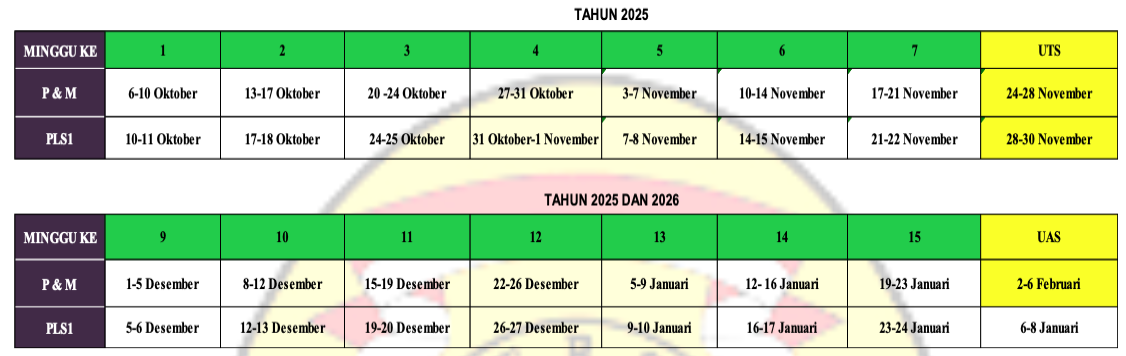 TAHUN 2025
MINGGU KE 1 2 3 4 5 6 7 UTS
P & M 6-10 Oktober 13-17 Oktober 20 -24 Oktober 27-31 Oktober 3-7 November 10-14 November 17-21 November 24-28 November
PLS1 10-11 Oktober 17-18 Oktober 24-25 Oktober 31 Oktober-1 November 7-8 November 14-15 November 21-22 November 28-30 November
TAHUN 2025 DAN 2026
MINGGU KE 9 10 11 12 13 14 15 UAS
P & M 1-5 Desember 8-12 Desember 15-19 Desember 22-26 Desember 5-9 Januari 12- 16 Januari 19-23 Januari 2-6 Februari
PLS1 5-6 Desember 12-13 Desember 19-20 Desember 26-27 Desember 9-10 Januari 16-17 Januari 23-24 Januari 6-8 Januari